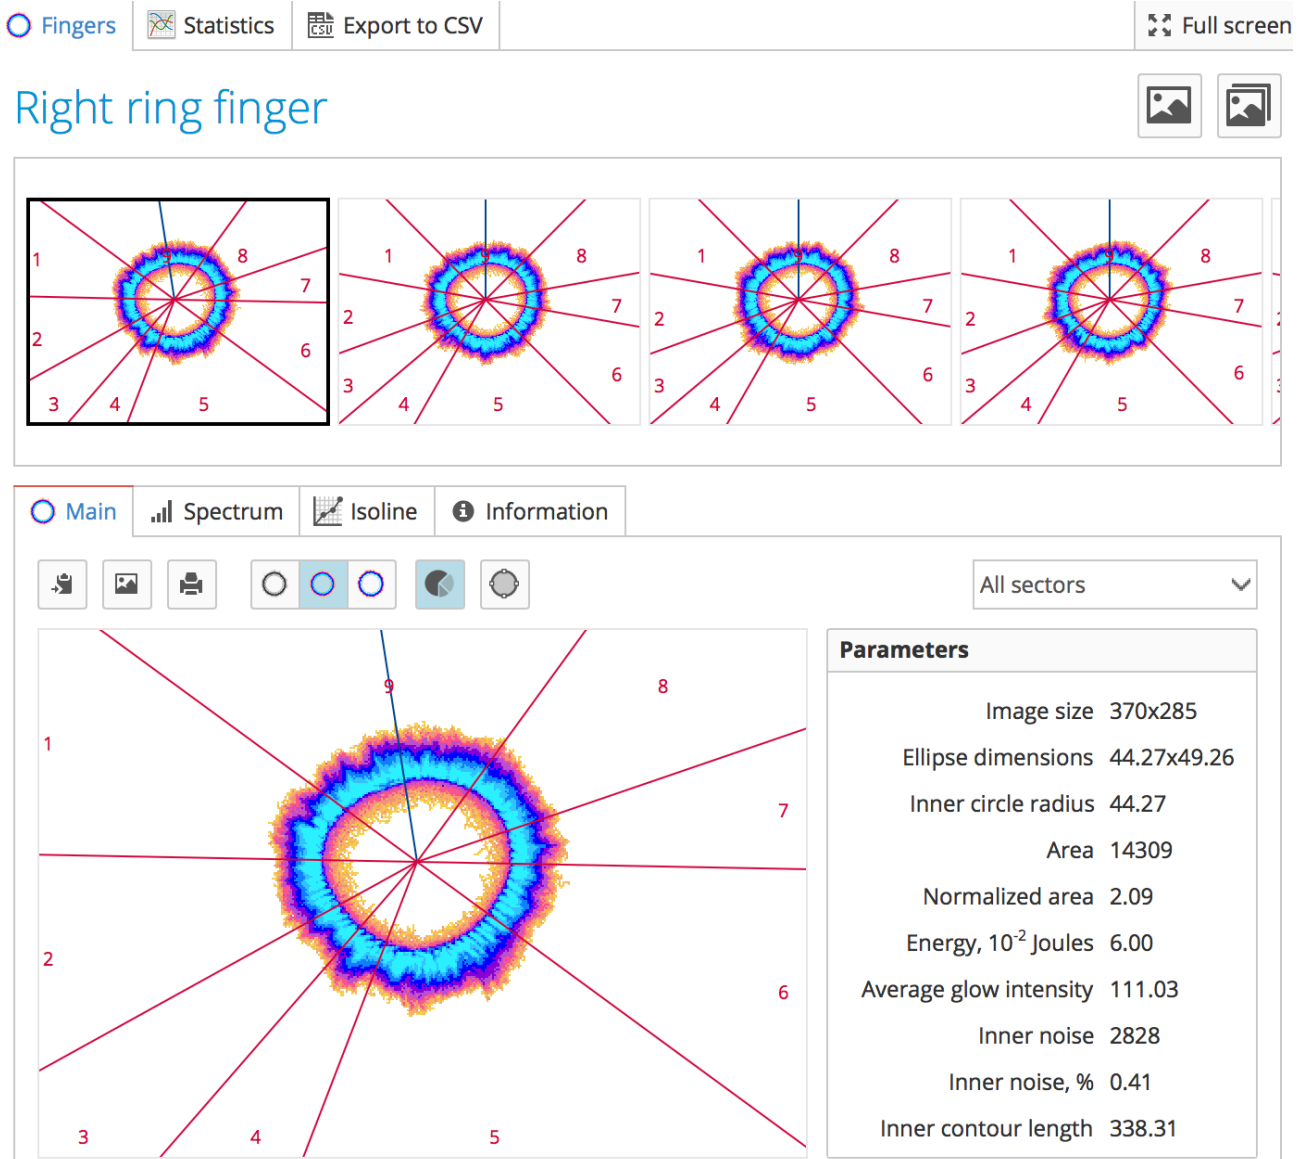 Fingers Statistics CSV Export to CSV Full screen
Right ring finger
1 9 8 7 2 6 3 4 5
1 9 8 7 2 6 3 4 5
1 9 8 7 2 6 3 4 5
1 9 8 7 2 6 3 4 5
Main Spectrum Isoline Information
All sectors
9 8
1
7
2
6
3 4 5
Parameters
Image size 370x285
Ellipse dimensions 44.27x49.26
Inner circle radius 44.27
Area 14309
Normalized area 2.09
Energy, 10⁻² Joules 6.00
Average glow intensity 111.03
Inner noise 2828
Inner noise, % 0.41
Inner contour length 338.31